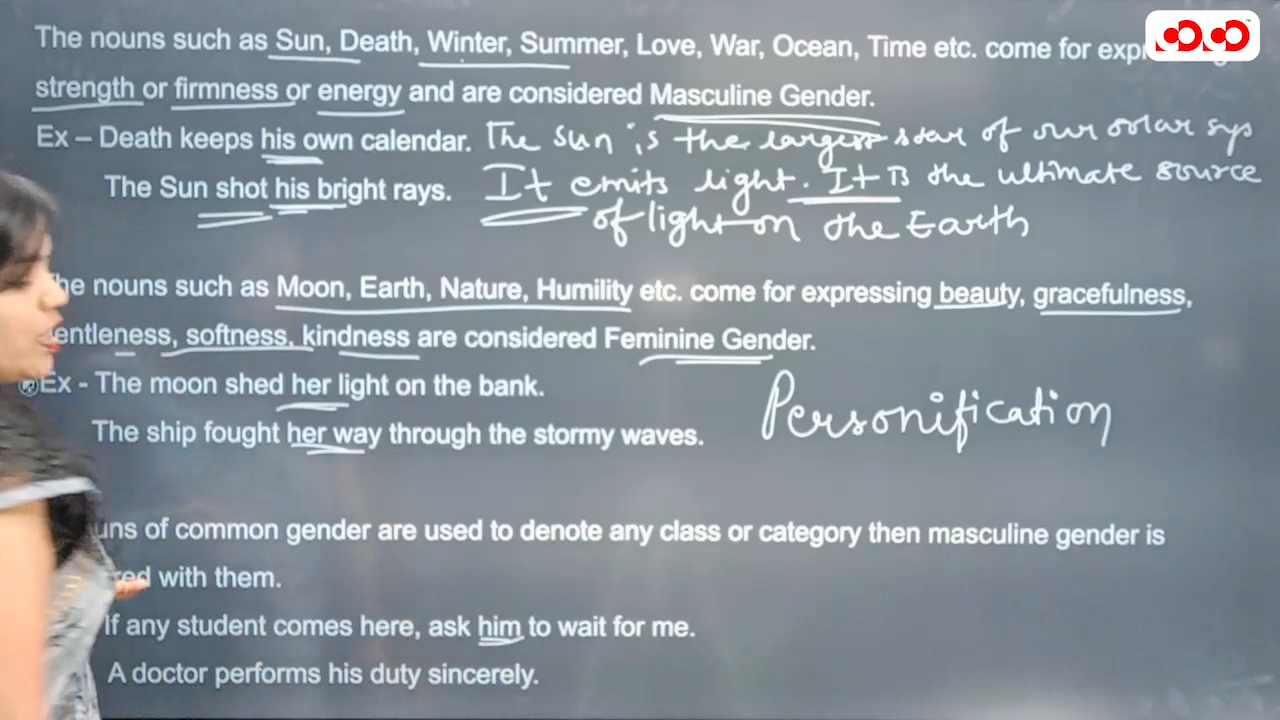 The nouns such as Sun, Death, Winter, Summer, Love, War, Ocean, Time etc. come for
strength or firmness or energy and are considered Masculine Gender.
Ex – Death keeps his own calendar. The Sun is the largest star of our solar sys
The Sun shot his bright rays. It emits light. It is the ultimate source
of light on the Earth
nouns such as Moon, Earth, Nature, Humility etc. come for expressing beauty, gracefulness,
softness, kindness are considered Feminine Gender.
Ex - The moon shed her light on the bank.
Personification
The ship fought her way through the stormy waves.
of common gender are used to denote any class or category then masculine gender is
with them.
If any student comes here, ask him to wait for me.
A doctor performs his duty sincerely.